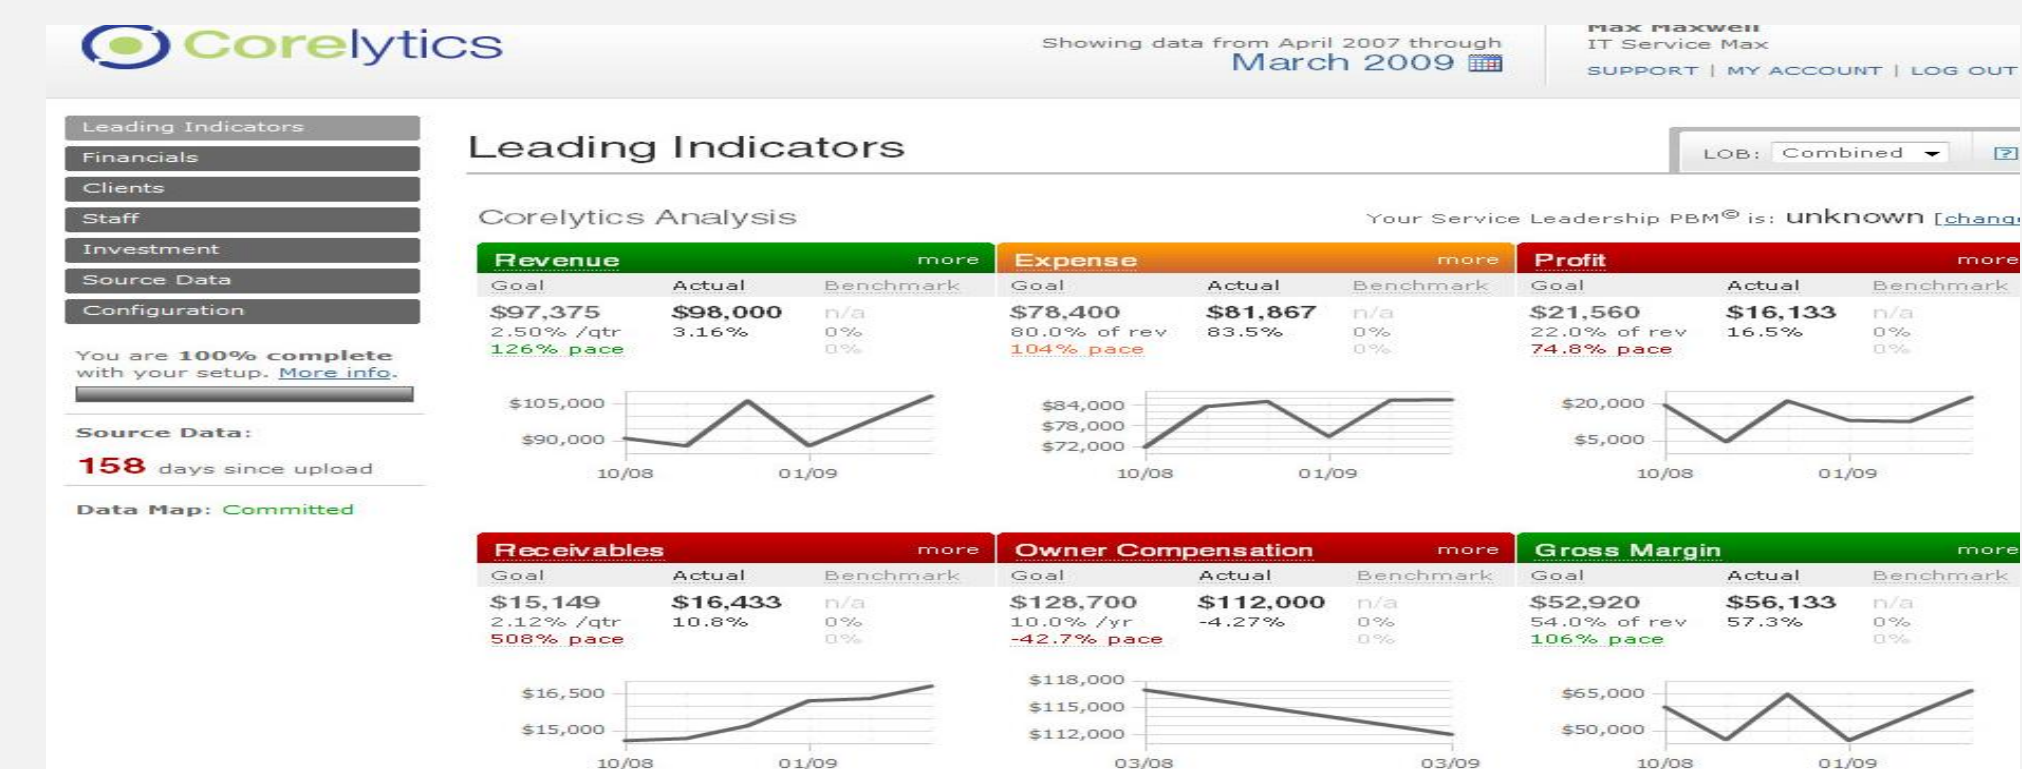 Corelytics
Showing data from April 2007 through
March 2009
Max Maxwell
IT Service Max
SUPPORT | MY ACCOUNT | LOG OUT
Leading Indicators
Financials
Clients
Staff
Investment
Source Data
Configuration
You are 100% complete
with your setup. More info.
Source Data:
158 days since upload
Data Map: Committed
Leading Indicators
LOB: Combined
?
Corelytics Analysis
Your Service Leadership PBM© is: unknown [change
Revenue more
Goal Actual Benchmark
$97,375 $98,000 n/a
2.50% /qtr 3.16% 0%
126% pace 0%
$105,000
$90,000
10/08 01/09
Expense more
Goal Actual Benchmark
$78,400 $81,867 n/a
80.0% of rev 83.5% 0%
104% pace 0%
$84,000
$78,000
$72,000
10/08 01/09
Profit more
Goal Actual Benchmark
$21,560 $16,133 n/a
22.0% of rev 16.5% 0%
74.8% pace 0%
$20,000
$5,000
10/08 01/09
Receivables more
Goal Actual Benchmark
$15,149 $16,433 n/a
2.12% /qtr 10.8% 0%
508% pace 0%
$16,500
$15,000
10/08 01/09
Owner Compensation more
Goal Actual Benchmark
$128,700 $112,000 n/a
10.0% /yr -4.27% 0%
-42.7% pace 0%
$118,000
$115,000
$112,000
03/08 03/09
Gross Margin more
Goal Actual Benchmark
$52,920 $56,133 n/a
54.0% of rev 57.3% 0%
106% pace 0%
$65,000
$50,000
10/08 01/09